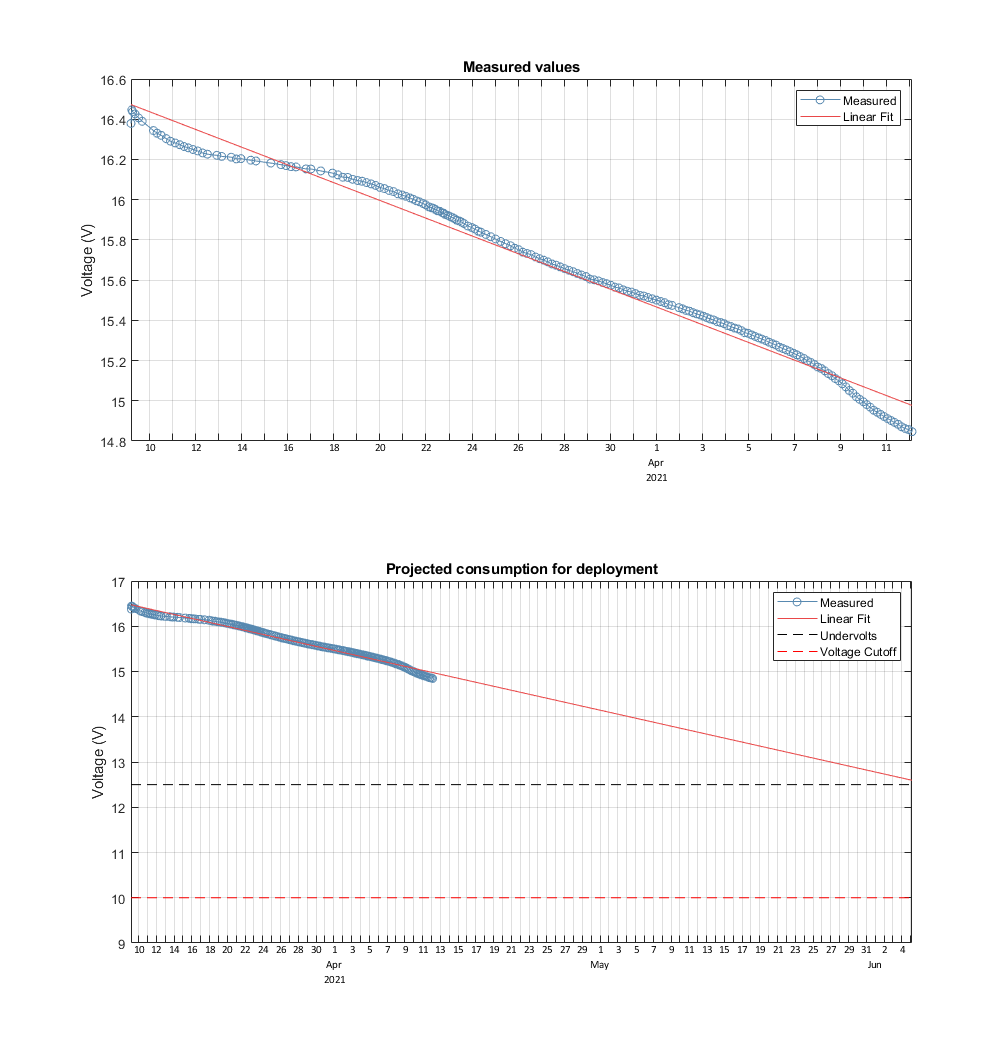 Measured values
Measured
Linear Fit
Voltage (V)
16.6
16.4
16.2
16
15.8
15.6
15.4
15.2
15
14.8
10 12 14 16 18 20 22 24 26 28 30 1 3 5 7 9 11
Apr
2021
Projected consumption for deployment
Measured
Linear Fit
Undervolts
Voltage Cutoff
Voltage (V)
17
16
15
14
13
12
11
10
9
10 12 14 16 18 20 22 24 26 28 30 1 3 5 7 9 11 13 15 17 19 21 23 25 27 29 1 3 5 7 9 11 13 15 17 19 21 23 25 27 29 31 2 4
Apr May Jun
2021